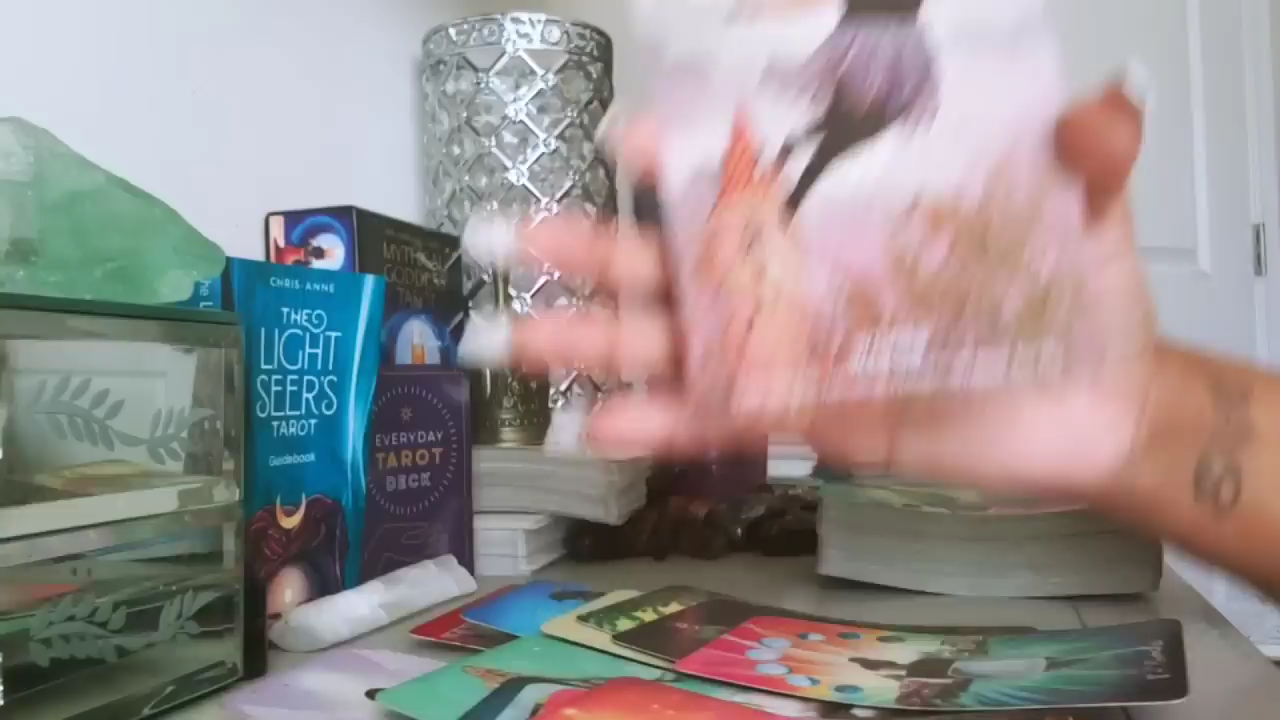 MYTHICAL
GODDESS
TAROT
CHRIS-ANNE
THE
LIGHT
SEER'S
TAROT
Guidebook
EVERYDAY
TAROT
DECK